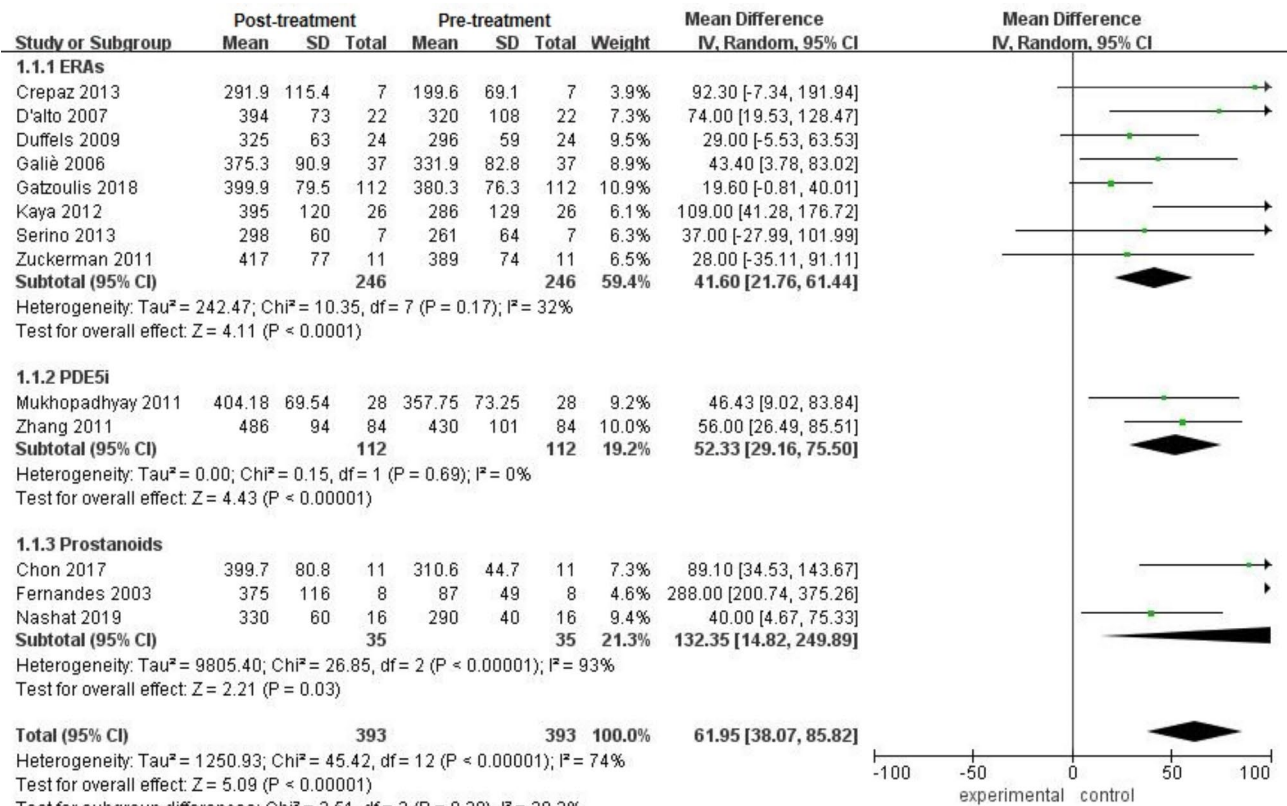 Post-treatment Pre-treatment Mean Difference Mean Difference
Study or Subgroup Mean SD Total Mean SD Total Weight IV, Random, 95% CI IV, Random, 95% CI
1.1.1 ERAs
Crepaz 2013 291.9 115.4 7 199.6 69.1 7 3.9% 92.30 [-7.34, 191.94]
D'alto 2007 394 73 22 320 108 22 7.3% 74.00 [19.53, 128.47]
Duffels 2009 325 63 24 296 59 24 9.5% 29.00 [-5.53, 63.53]
Galiè 2006 375.3 90.9 37 331.9 82.8 37 8.9% 43.40 [3.78, 83.02]
Gatzoulis 2018 399.9 79.5 112 380.3 76.3 112 10.9% 19.60 [-0.81, 40.01]
Kaya 2012 395 120 26 286 129 26 6.1% 109.00 [41.28, 176.72]
Serino 2013 298 60 7 261 64 7 6.3% 37.00 [-27.99, 101.99]
Zuckerman 2011 417 77 11 389 74 11 6.5% 28.00 [-35.11, 91.11]
Subtotal (95% CI) 246 246 59.4% 41.60 [21.76, 61.44]
Heterogeneity: Tau² = 242.47; Chi² = 10.35, df = 7 (P = 0.17); I² = 32%
Test for overall effect: Z = 4.11 (P < 0.0001)
1.1.2 PDE5i
Mukhopadhyay 2011 404.18 69.54 28 357.75 73.25 28 9.2% 46.43 [9.02, 83.84]
Zhang 2011 486 94 84 430 101 84 10.0% 56.00 [26.49, 85.51]
Subtotal (95% CI) 112 112 19.2% 52.33 [29.16, 75.50]
Heterogeneity: Tau² = 0.00; Chi² = 0.15, df = 1 (P = 0.69); I² = 0%
Test for overall effect: Z = 4.43 (P < 0.00001)
1.1.3 Prostanoids
Chon 2017 399.7 80.8 11 310.6 44.7 11 7.3% 89.10 [34.53, 143.67]
Fernandes 2003 375 116 8 87 49 8 4.6% 288.00 [200.74, 375.26]
Nashat 2019 330 60 16 290 40 16 9.4% 40.00 [4.67, 75.33]
Subtotal (95% CI) 35 35 21.3% 132.35 [14.82, 249.89]
Heterogeneity: Tau² = 9805.40; Chi² = 26.85, df = 2 (P < 0.00001); I² = 93%
Test for overall effect: Z = 2.21 (P = 0.03)
Total (95% CI) 393 393 100.0% 61.95 [38.07, 85.82]
Heterogeneity: Tau² = 1250.93; Chi² = 45.42, df = 12 (P < 0.00001); I² = 74%
Test for overall effect: Z = 5.09 (P < 0.00001)
-100 -50 0 50 100
experimental control